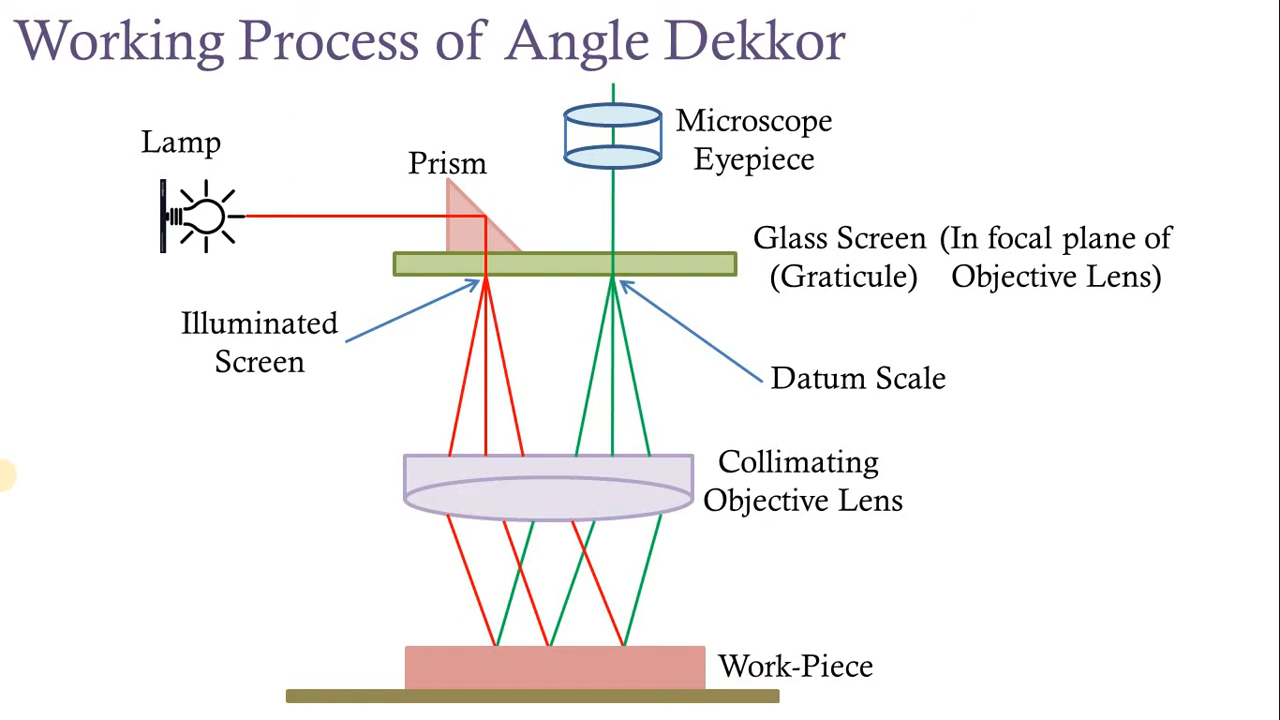 Working Process of Angle Dekkor
Lamp
Prism
Microscope
Eyepiece
Glass Screen (In focal plane of
(Graticule) Objective Lens)
Illuminated
Screen
Datum Scale
Collimating
Objective Lens
Work-Piece